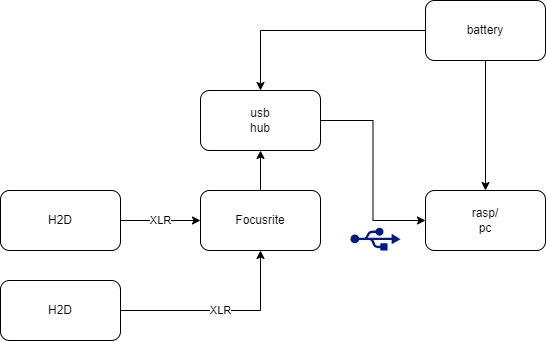 battery
usb
hub
H2D
XLR
Focusrite
rasp/
pc
H2D
XLR